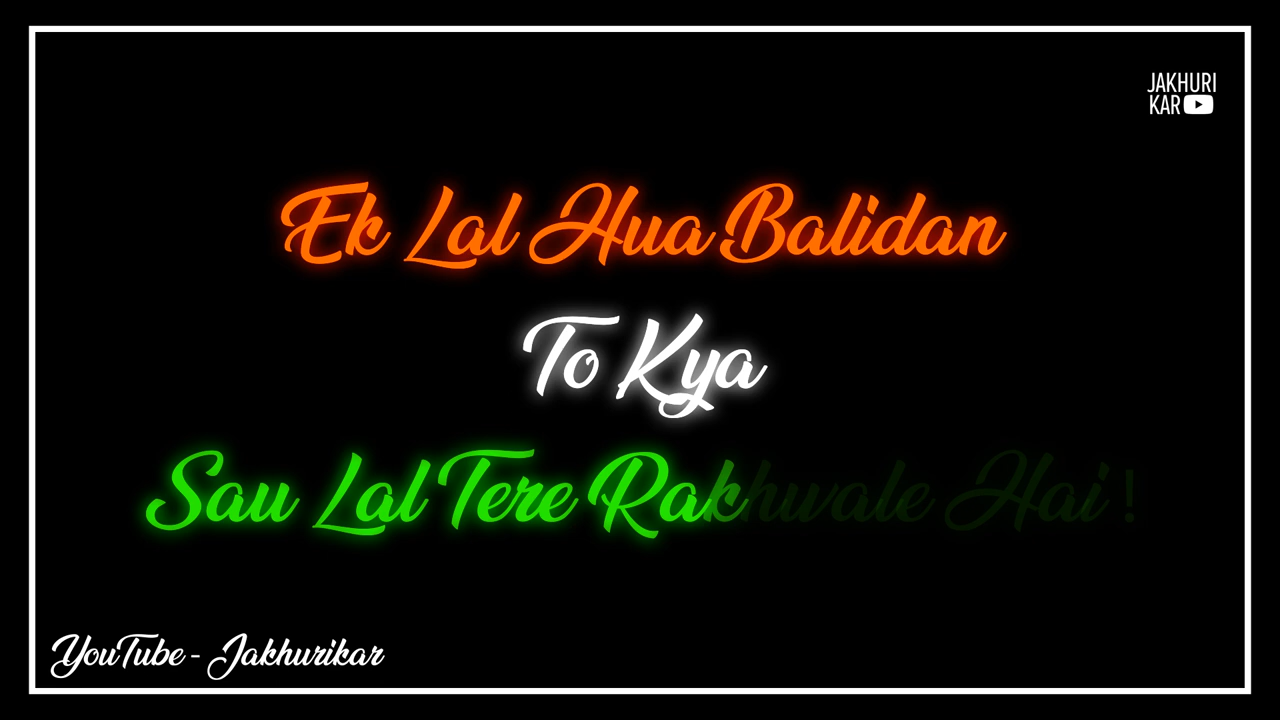 JAKHURI
KAR
Ek Lal Hua Balidan
To Kya
Sau Lal Tere Rakhwale Hai !
YouTube - Jakhurikar